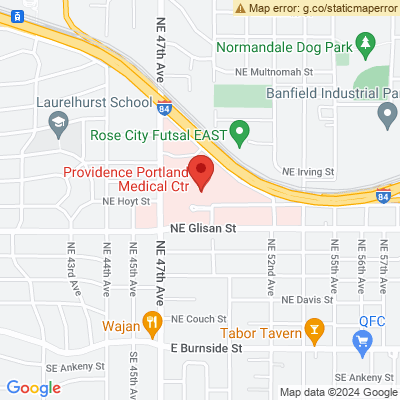 Map error: g.co/staticmaperror
NE 47th Ave
Normandale Dog Park
NE Multnomah St
Laurelhurst School
84
Banfield Industrial Pa
Rose City Futsal EAST
NE Irving St
Providence Portland
Medical Ctr
84
NE Hoyt St
NE Glisan St
NE 43rd Ave
NE 44th Ave
NE 45th Ave
NE 47th Ave
NE 52nd Ave
NE 55th Ave
NE 56th Ave
NE 57th Ave
NE Davis St
NE Couch St
Wajan
Tabor Tavern
QFC
E Burnside St
SE Ankeny St
SE 45th Ave
SE Ankeny St
Google
Map data ©2024 Google